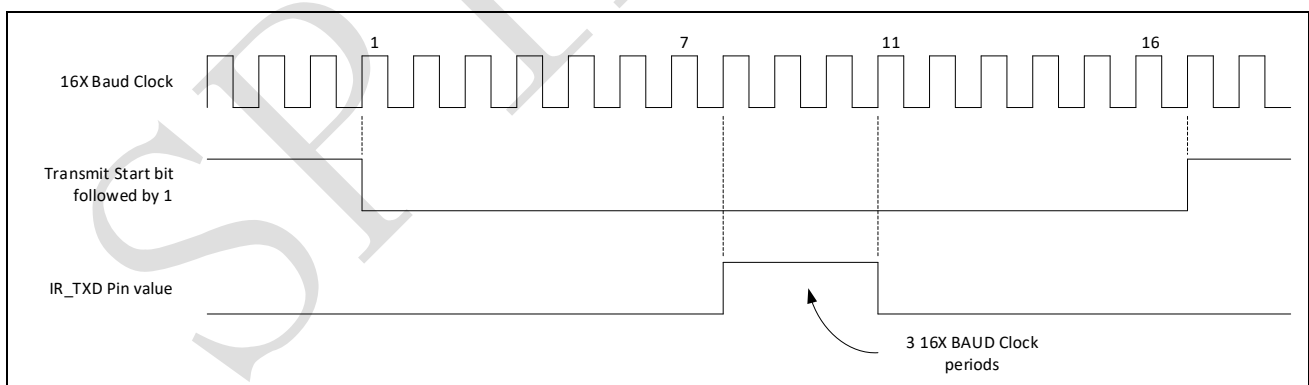 1 7 11 16
16X Baud Clock
Transmit Start bit
followed by 1
IR_TXD Pin value
3 16X BAUD Clock
periods